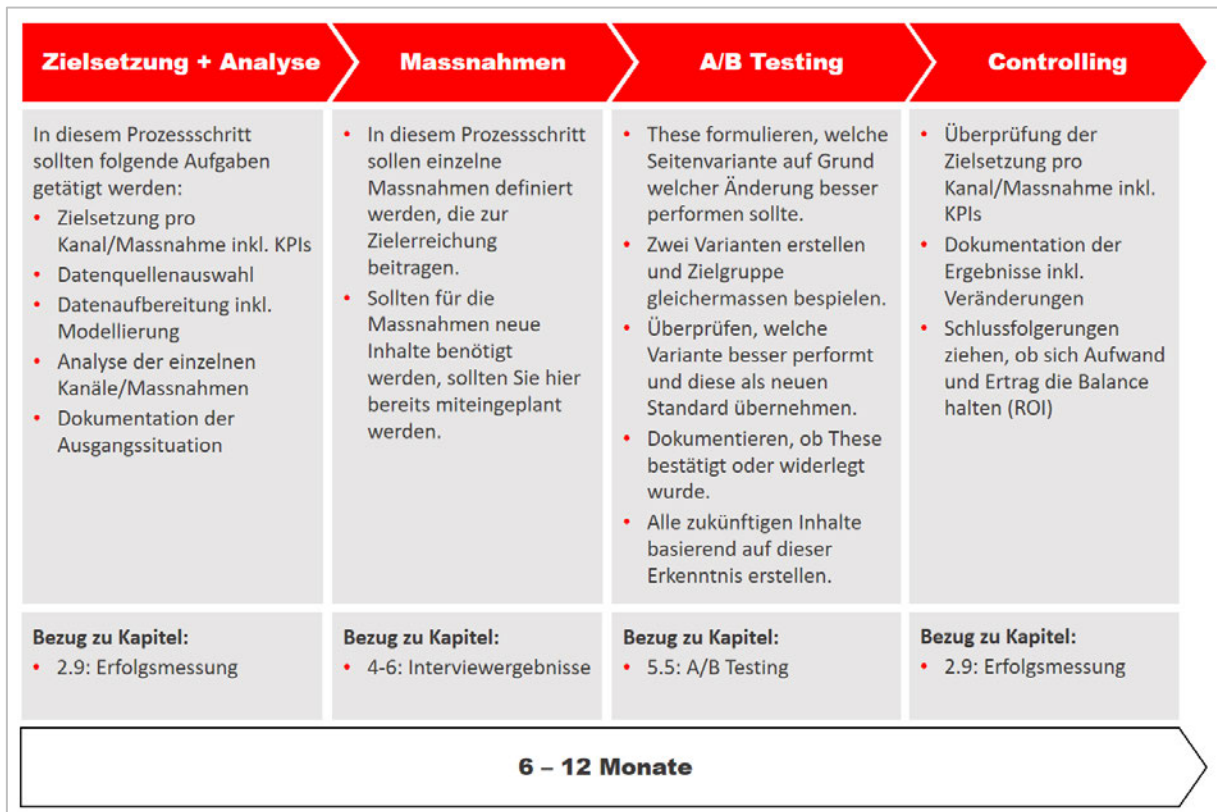 Zielsetzung + Analyse
Massnahmen
A/B Testing
Controlling
In diesem Prozessschritt
sollten folgende Aufgaben
getätigt werden:
• Zielsetzung pro
Kanal/Massnahme inkl. KPIs
• Datenquellenauswahl
• Datenaufbereitung inkl.
Modellierung
• Analyse der einzelnen
Kanäle/Massnahmen
• Dokumentation der
Ausgangssituation
• In diesem Prozessschritt
sollen einzelne
Massnahmen definiert
werden, die zur
Zielerreichung
beitragen.
• Sollten für die
Massnahmen neue
Inhalte benötigt
werden, sollten Sie hier
bereits miteingeplant
werden.
• These formulieren, welche
Seitenvariante auf Grund
welcher Änderung besser
performen sollte.
• Zwei Varianten erstellen
und Zielgruppe
gleichermassen bespielen.
• Überprüfen, welche
Variante besser performt
und diese als neuen
Standard übernehmen.
• Dokumentieren, ob These
bestätigt oder widerlegt
wurde.
• Alle zukünftigen Inhalte
basierend auf dieser
Erkenntnis erstellen.
• Überprüfung der
Zielsetzung pro
Kanal/Massnahme inkl.
KPIs
• Dokumentation der
Ergebnisse inkl.
Veränderungen
• Schlussfolgerungen
ziehen, ob sich Aufwand
und Ertrag die Balance
halten (ROI)
Bezug zu Kapitel:
• 2.9: Erfolgsmessung
Bezug zu Kapitel:
• 4-6: Interviewergebnisse
Bezug zu Kapitel:
• 5.5: A/B Testing
Bezug zu Kapitel:
• 2.9: Erfolgsmessung
6 – 12 Monate